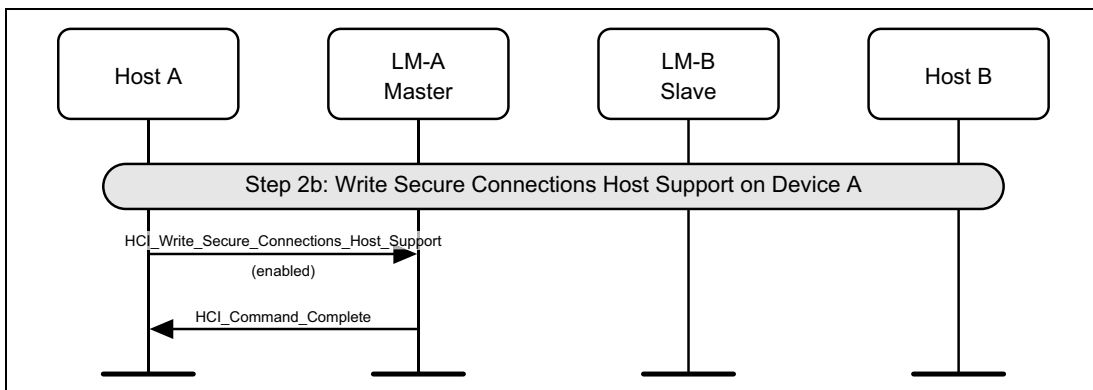 Host A
LM-A
Master
LM-B
Slave
Host B
Step 2b: Write Secure Connections Host Support on Device A
HCI_Write_Secure_Connections_Host_Support
(enabled)
HCI_Command_Complete